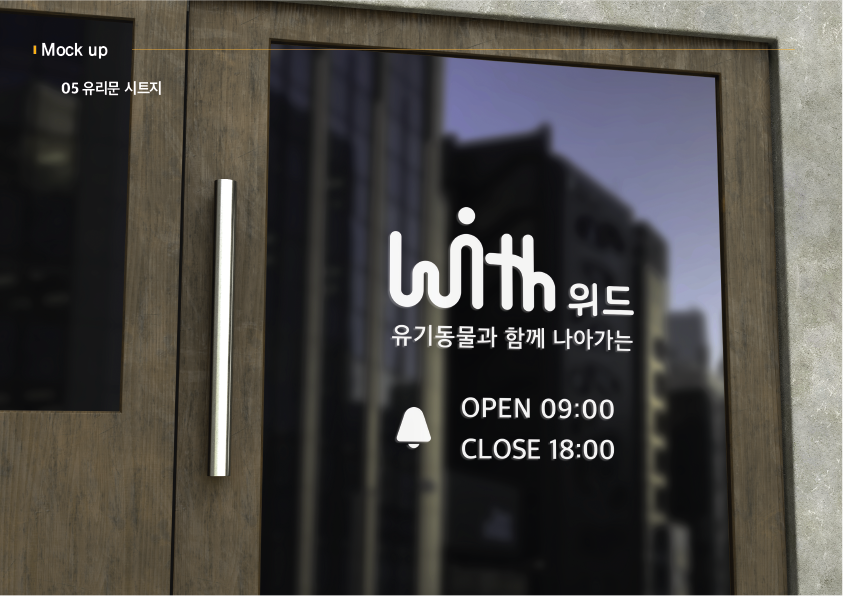 Mock up
05 유리문 시트지
with 위드
유기동물과 함께 나아가는
OPEN 09:00
CLOSE 18:00